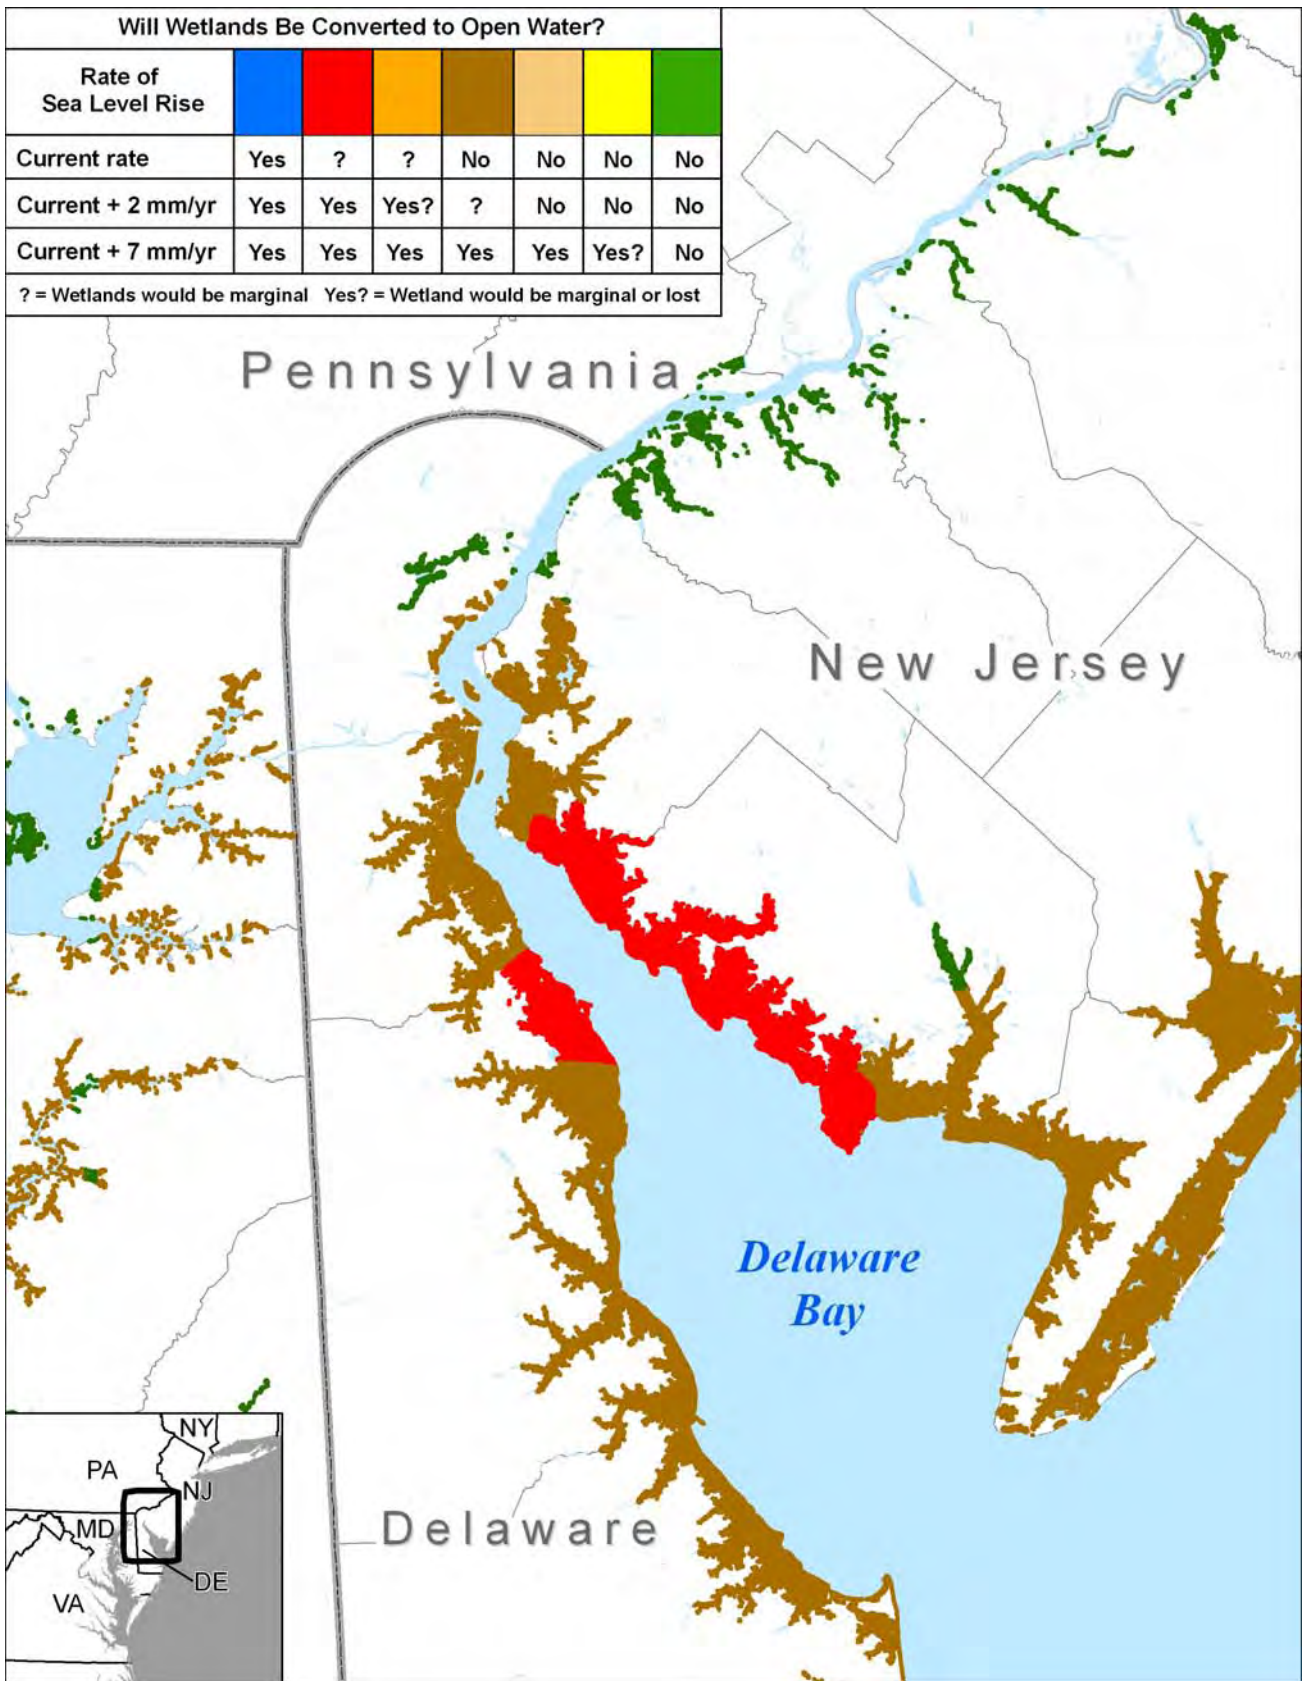 Will Wetlands Be Converted to Open Water?
Rate of
Sea Level Rise
Current rate Yes ? ? No No No No
Current + 2 mm/yr Yes Yes Yes? ? No No No
Current + 7 mm/yr Yes Yes Yes Yes Yes Yes? No
? = Wetlands would be marginal Yes? = Wetland would be marginal or lost
Pennsylvania
New Jersey
Delaware
Bay
Delaware
NY
PA
NJ
MD
DE
VA